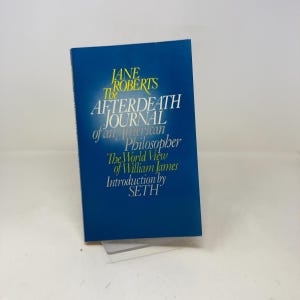 JANE
ROBERTS
The
AFTERDEATH
JOURNAL
of an American
Philosopher
The World View
of William James
Introduction by
SETH